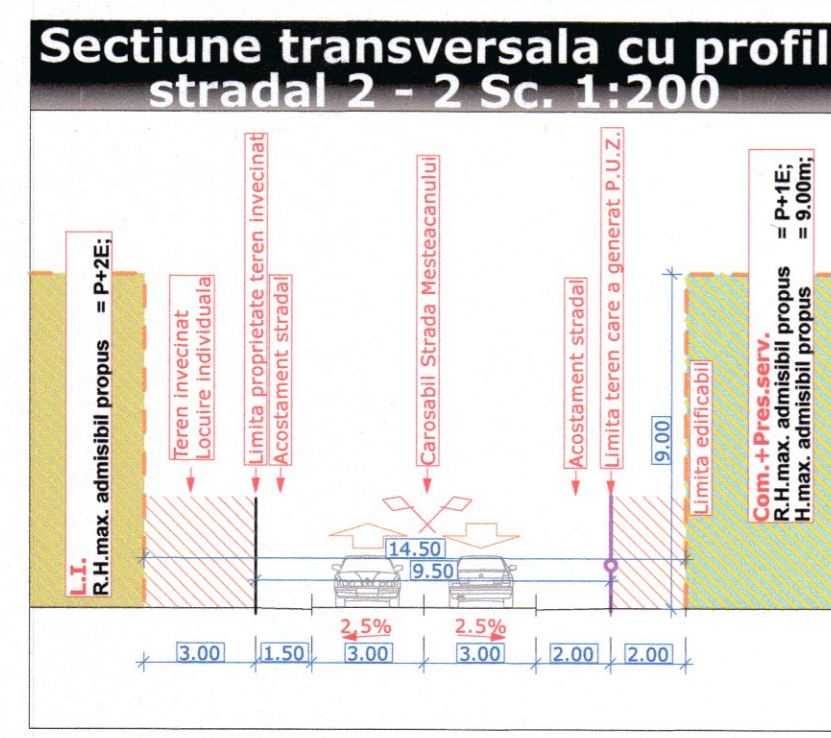 Sectiune transversala cu profil
stradal 2 - 2 Sc. 1:200
L.I.
R.H.max. admisibil propus = P+2E;
Teren invecinat
Locuire individuala
Limita proprietate teren invecinat
Acostament stradal
Carosabil Strada Mesteacanului
Acostament stradal
Limita teren care a generat P.U.Z.
9.00
Limita edificabil
Com.+Pres.serv.
R.H.max. admisibil propus = P+1E;
H.max. admisibil propus = 9.00m;
14.50
9.50
2.5% 2.5%
3.00 1.50 3.00 3.00 2.00 2.00